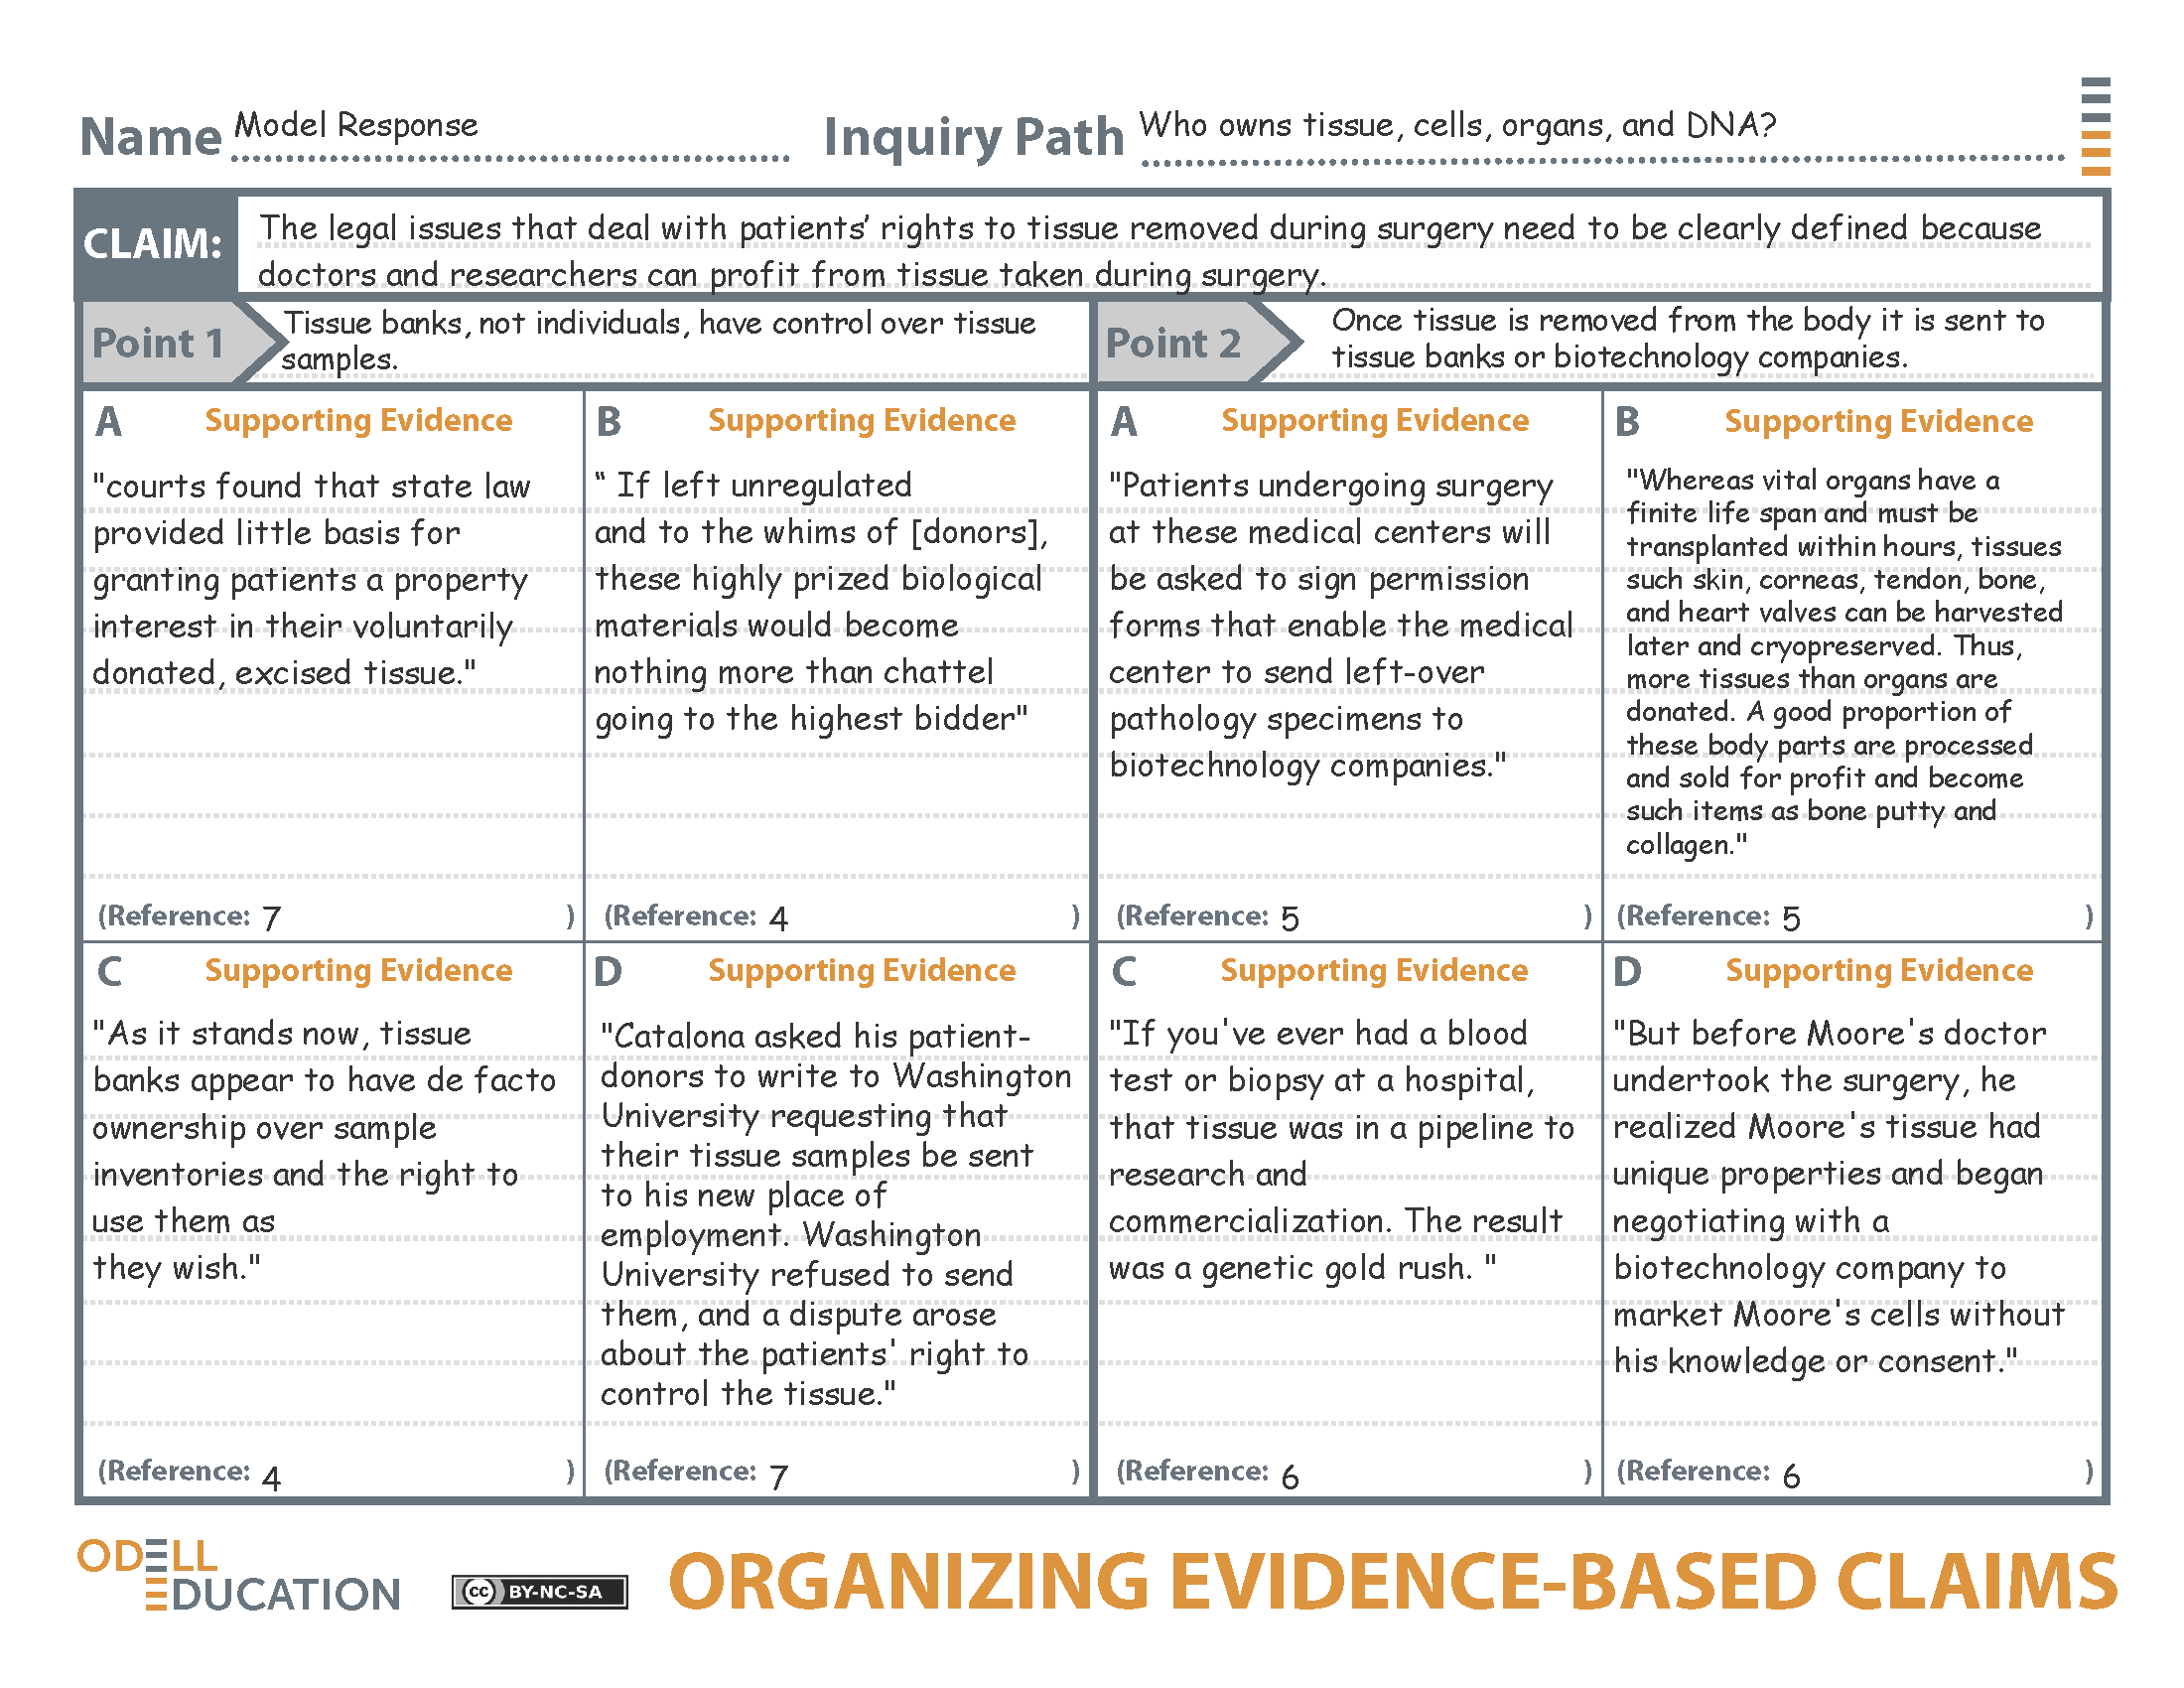 Name Model Response
Inquiry Path Who owns tissue, cells, organs, and DNA?
CLAIM:
The legal issues that deal with patients’ rights to tissue removed during surgery need to be clearly defined because
doctors and researchers can profit from tissue taken during surgery.
Point 1
Tissue banks, not individuals, have control over tissue
samples.
Point 2
Once tissue is removed from the body it is sent to
tissue banks or biotechnology companies.
A Supporting Evidence
"courts found that state law
provided little basis for
granting patients a property
interest in their voluntarily
donated, excised tissue."
(Reference: 7 )
B Supporting Evidence
“ If left unregulated
and to the whims of [donors],
these highly prized biological
materials would become
nothing more than chattel
going to the highest bidder"
(Reference: 4 )
A Supporting Evidence
"Patients undergoing surgery
at these medical centers will
be asked to sign permission
forms that enable the medical
center to send left-over
pathology specimens to
biotechnology companies."
(Reference: 5 )
B Supporting Evidence
"Whereas vital organs have a
finite life span and must be
transplanted within hours, tissues
such skin, corneas, tendon, bone,
and heart valves can be harvested
later and cryopreserved. Thus,
more tissues than organs are
donated. A good proportion of
these body parts are processed
and sold for profit and become
such items as bone putty and
collagen."
(Reference: 5 )
C Supporting Evidence
"As it stands now, tissue
banks appear to have de facto
ownership over sample
inventories and the right to
use them as
they wish."
(Reference: 4 )
D Supporting Evidence
"Catalona asked his patient-
donors to write to Washington
University requesting that
their tissue samples be sent
to his new place of
employment. Washington
University refused to send
them, and a dispute arose
about the patients' right to
control the tissue."
(Reference: 7 )
C Supporting Evidence
"If you've ever had a blood
test or biopsy at a hospital,
that tissue was in a pipeline to
research and
commercialization. The result
was a genetic gold rush. "
(Reference: 6 )
D Supporting Evidence
"But before Moore's doctor
undertook the surgery, he
realized Moore's tissue had
unique properties and began
negotiating with a
biotechnology company to
market Moore's cells without
his knowledge or consent."
(Reference: 6 )
ODELL
EDUCATION
cc BY-NC-SA
ORGANIZING EVIDENCE-BASED CLAIMS